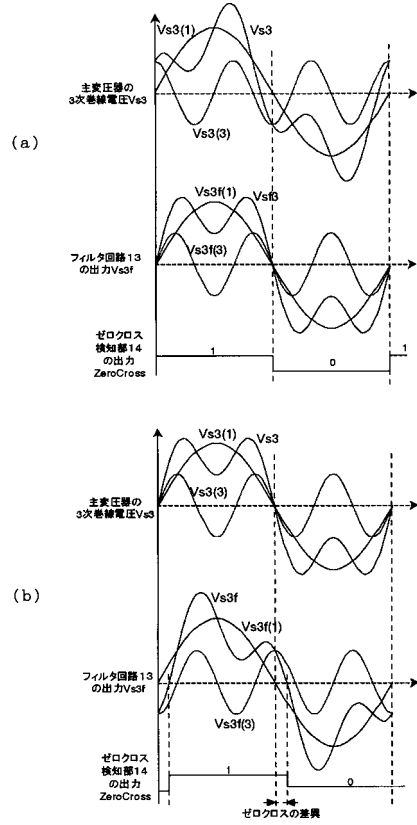 (a)
Vs3(1)
Vs3
主変圧器の
3次巻線電圧Vs3
Vs3(3)
Vs3f(1)
Vsf3
フィルタ回路13
の出力Vs3f
Vs3f(3)
ゼロクロス
検知部14
の出力
ZeroCross
1
0
1
(b)
Vs3(1)
Vs3
主変圧器の
3次巻線電圧Vs3
Vs3(3)
Vs3f
Vs3f(1)
フィルタ回路13
の出力Vs3f
Vs3f(3)
ゼロクロス
検知部14
の出力
ZeroCross
1
0
ゼロクロスの差異